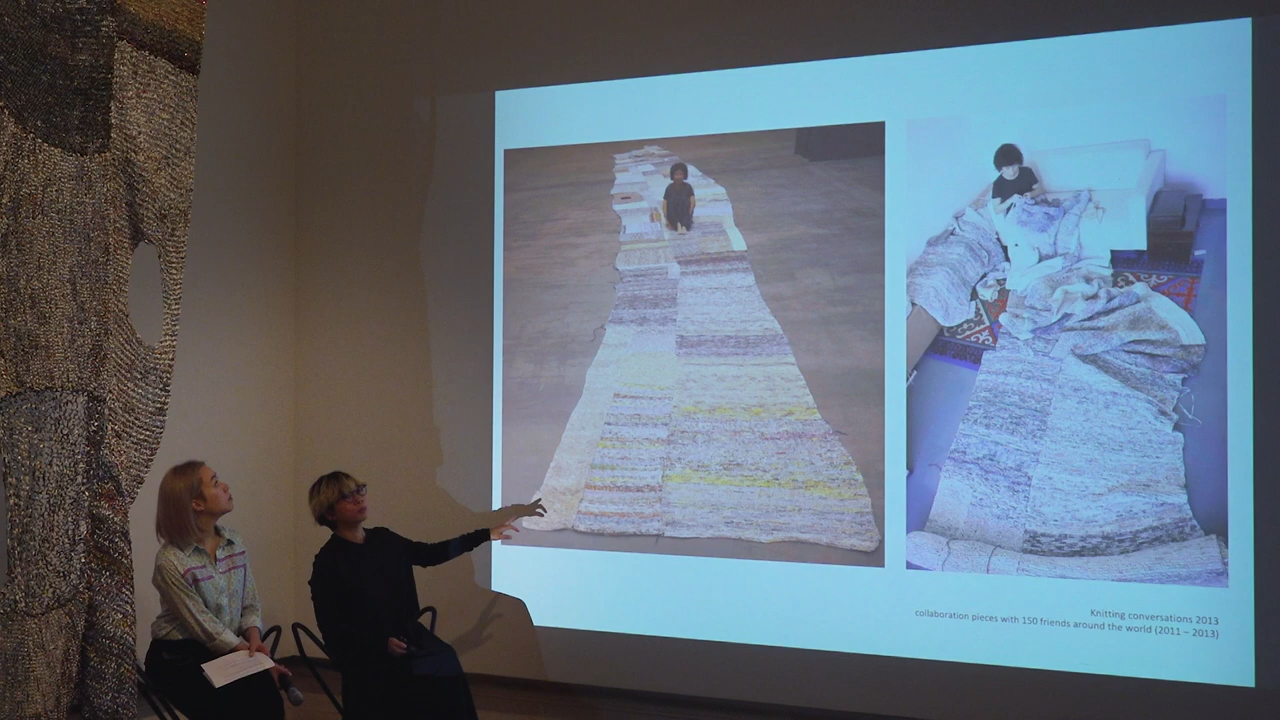 Knitting conversations 2013
collaboration pieces with 150 friends around the world (2011 – 2013)